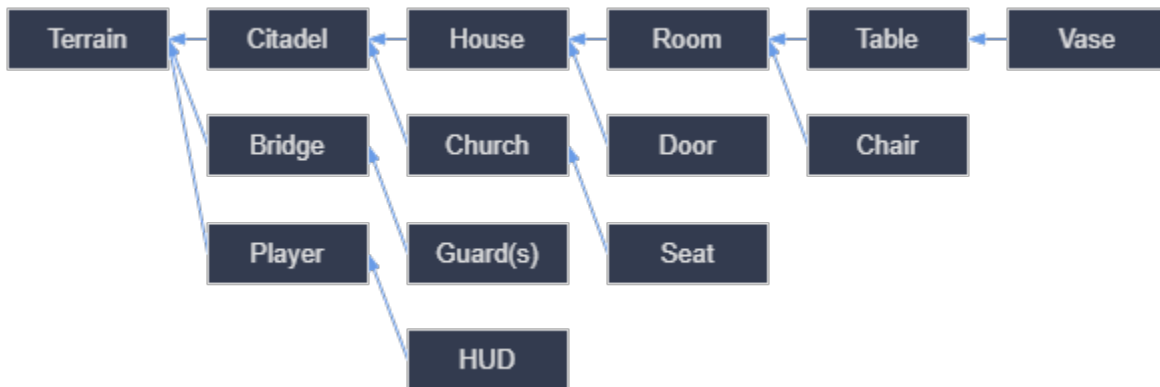 Terrain
Citadel
House
Room
Table
Vase
Bridge
Church
Door
Chair
Player
Guard(s)
Seat
HUD